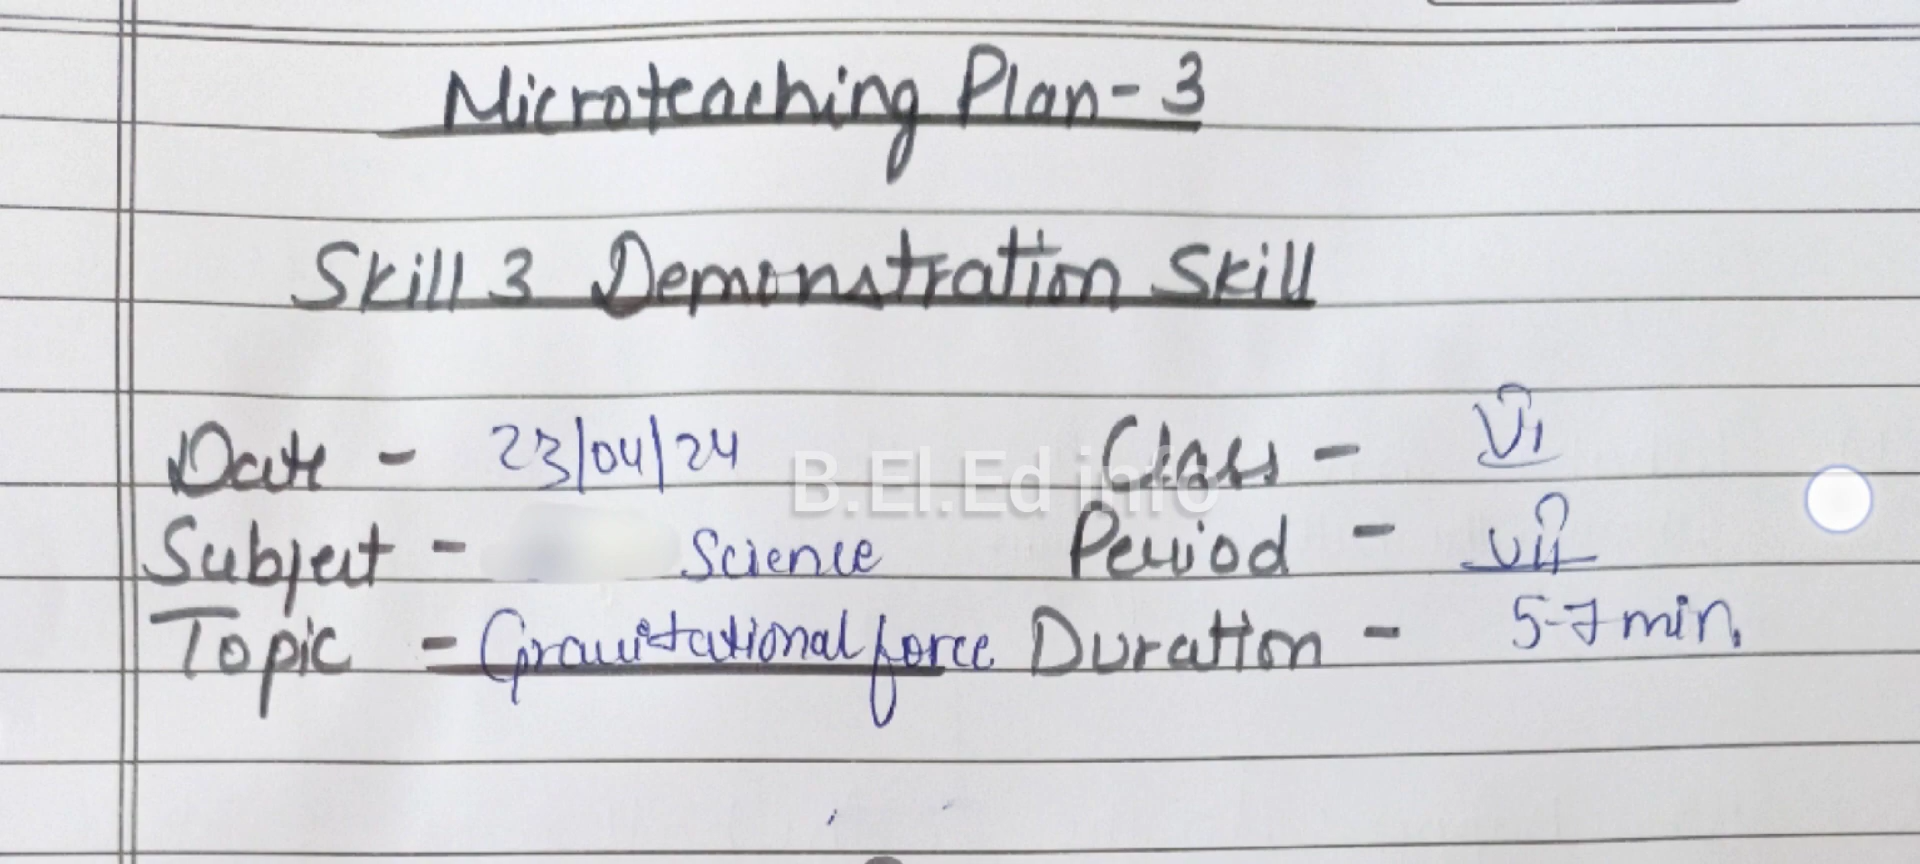 Microteaching Plan - 3
Skill 3 Demonstration Skill
Date - 23/04/24 Class - VI
Subject - Science Period - VII
Topic - Gravitational force Duration - 5-7 min.
B.El.Ed info